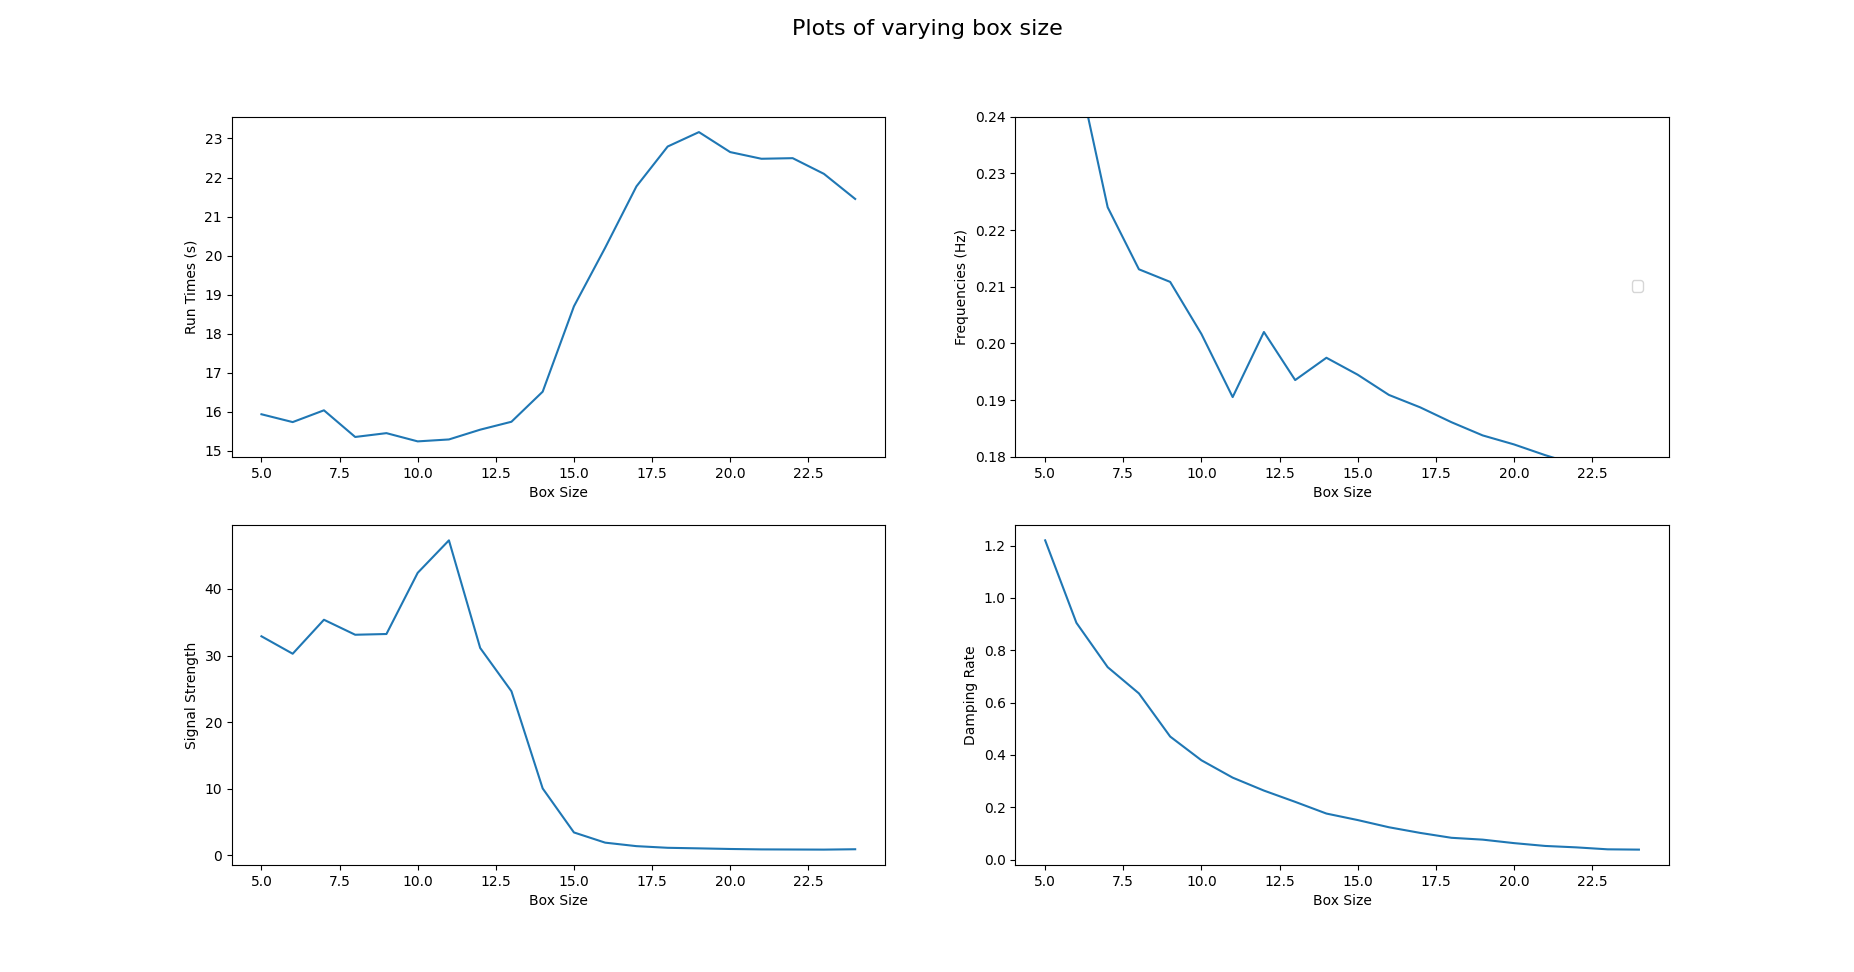 Plots of varying box size
23
22
21
20
19
18
17
16
15
Run Times (s)
5.0 7.5 10.0 12.5 15.0 17.5 20.0 22.5
Box Size
0.24
0.23
0.22
0.21
0.20
0.19
0.18
Frequencies (Hz)
5.0 7.5 10.0 12.5 15.0 17.5 20.0 22.5
Box Size
40
30
20
10
0
Signal Strength
5.0 7.5 10.0 12.5 15.0 17.5 20.0 22.5
Box Size
1.2
1.0
0.8
0.6
0.4
0.2
0.0
Damping Rate
5.0 7.5 10.0 12.5 15.0 17.5 20.0 22.5
Box Size